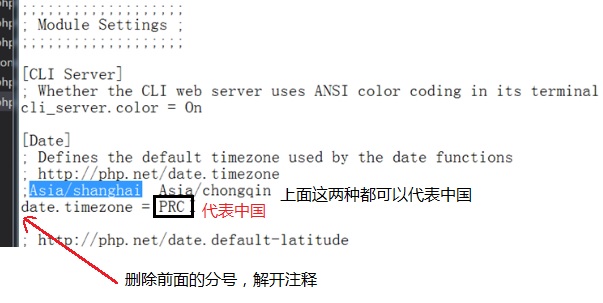 ;;;;;;;;;;;;;;;;;;;
; Module Settings ;
;;;;;;;;;;;;;;;;;;;
[CLI Server]
; Whether the CLI web server uses ANSI color coding in its terminal
cli_server.color = On
[Date]
; Defines the default timezone used by the date functions
; http://php.net/date.timezone
;Asia/shanghai  Asia/chongqin 上面这两种都可以代表中国
date.timezone = PRC 代表中国
; http://php.net/date.default-latitude
删除前面的分号，解开注释